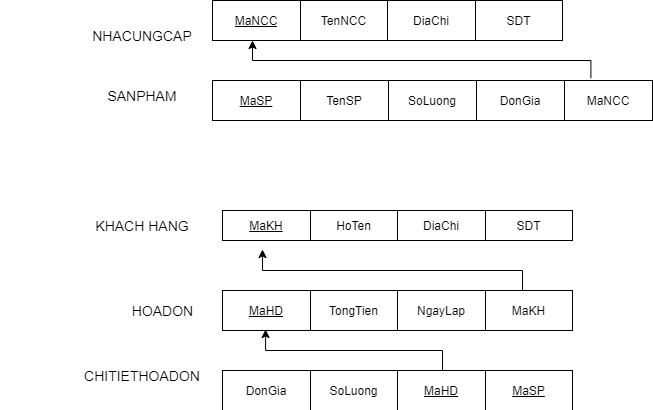 NHACUNGCAP MaNCC TenNCC DiaChi SDT
SANPHAM MaSP TenSP SoLuong DonGia MaNCC
KHACH HANG MaKH HoTen DiaChi SDT
HOADON MaHD TongTien NgayLap MaKH
CHITIETHOADON DonGia SoLuong MaHD MaSP